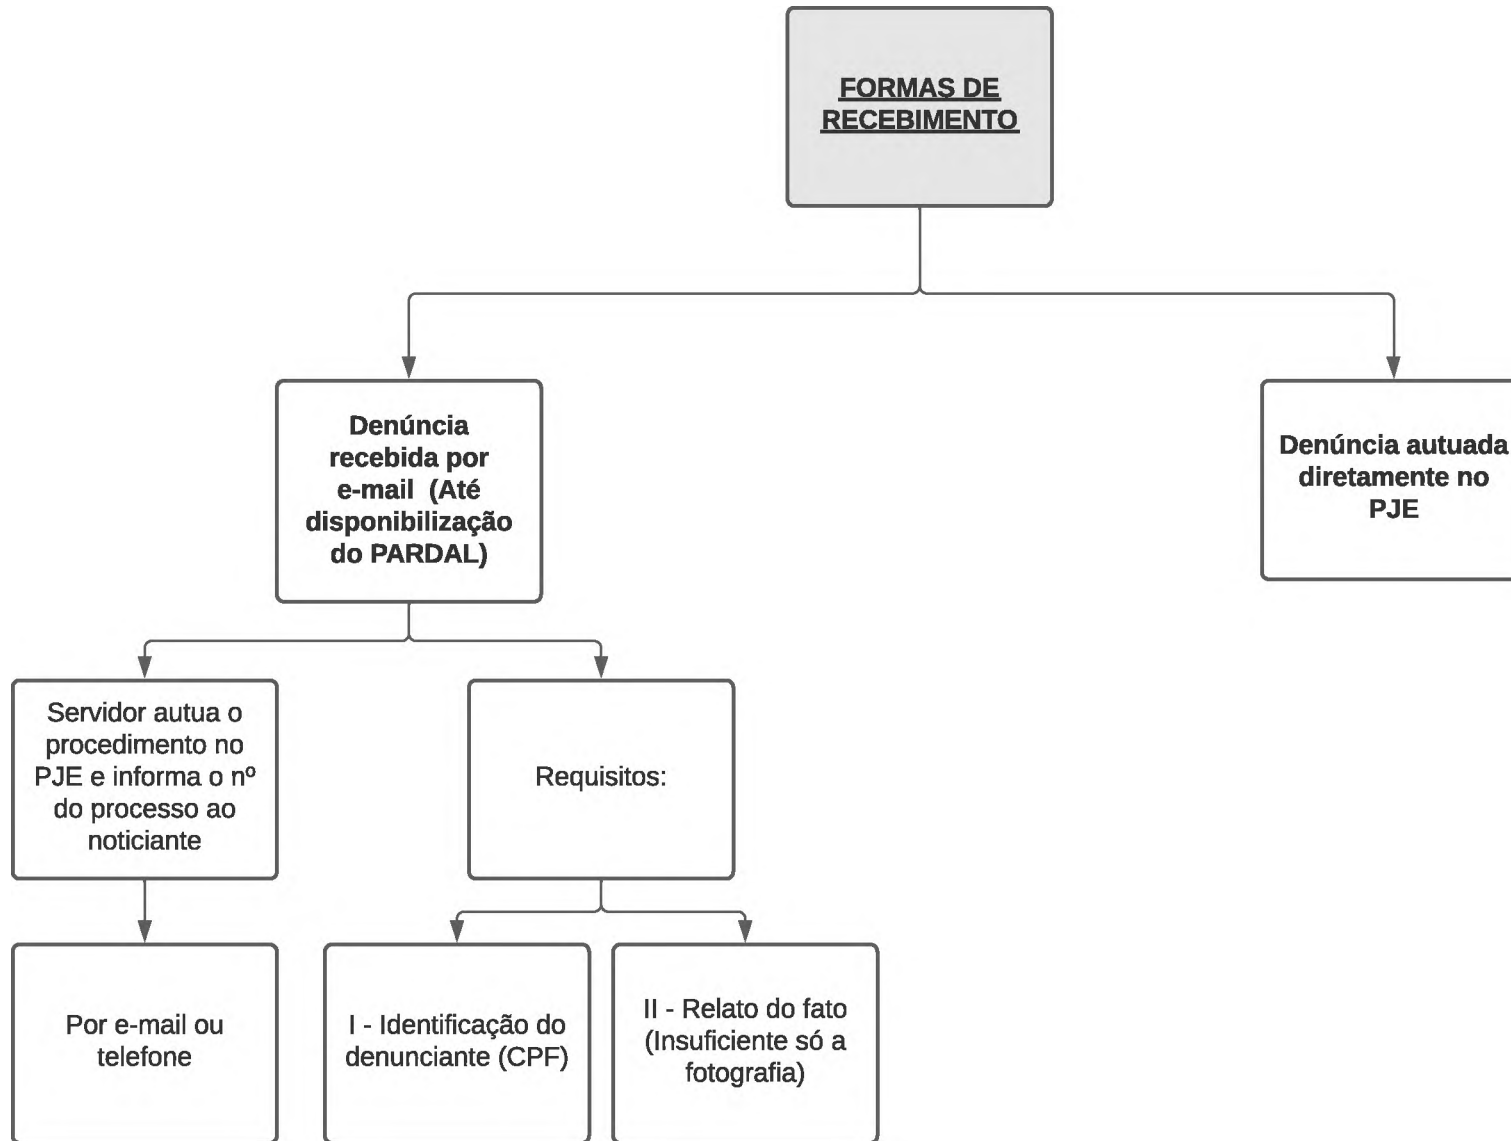 FORMAS DE
RECEBIMENTO
Denúncia
recebida por
e-mail (Até
disponibilização
do PARDAL)
Denúncia autuada
diretamente no
PJE
Servidor autua o
procedimento no
PJE e informa o nº
do processo ao
noticiante
Requisitos:
Por e-mail ou
telefone
I - Identificação do
denunciante (CPF)
II - Relato do fato
(Insuficiente só a
fotografia)